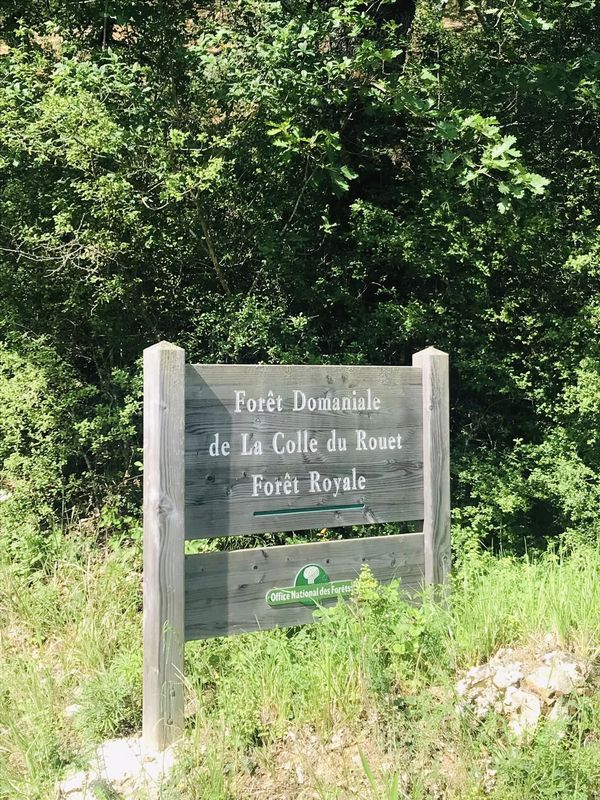 Forêt Domaniale
de La Colle du Rouet
Forêt Royale
Office National des Forêts